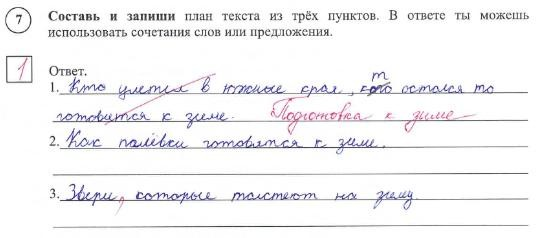 7 Составь и запиши план текста из трёх пунктов. В ответе ты можешь
использовать сочетания слов или предложения.
1 Ответ.
1. Кто улетел в южные края, кто остался то
готовится к зиме. Подготовка к зиме
2. Как полёвки готовятся к зиме.
3. Звери, которые толстеют на зиму.